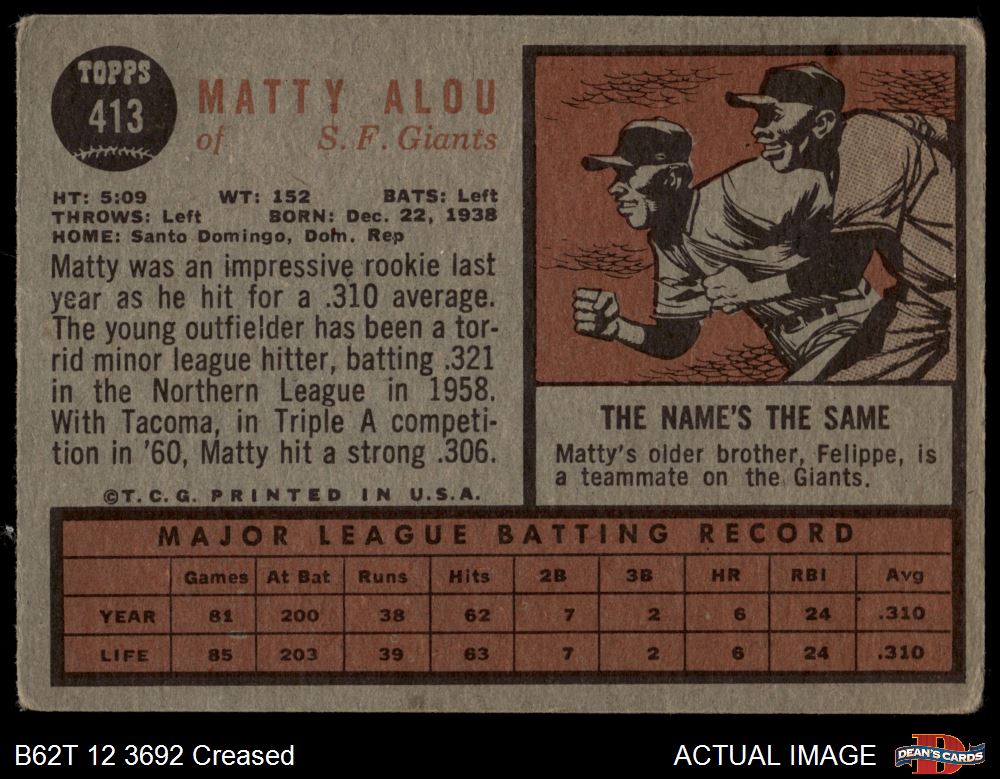 TOPPS
413
MATTY ALOU
of S. F. Giants
HT: 5:09 WT: 152 BATS: Left
THROWS: Left BORN: Dec. 22, 1938
HOME: Santo Domingo, Dom. Rep
Matty was an impressive rookie last
year as he hit for a .310 average.
The young outfielder has been a tor-
rid minor league hitter, batting .321
in the Northern League in 1958.
With Tacoma, in Triple A competi-
tion in '60, Matty hit a strong .306.
©T.C.G. PRINTED IN U.S.A.
THE NAME'S THE SAME
Matty's older brother, Felippe, is
a teammate on the Giants.
MAJOR LEAGUE BATTING RECORD
Games At Bat Runs Hits 2B 3B HR RBI Avg
YEAR 81 200 38 62 7 2 6 24 .310
LIFE 85 203 39 63 7 2 6 24 .310
B62T 12 3692 Creased
ACTUAL IMAGE
DEAN'S CARDS